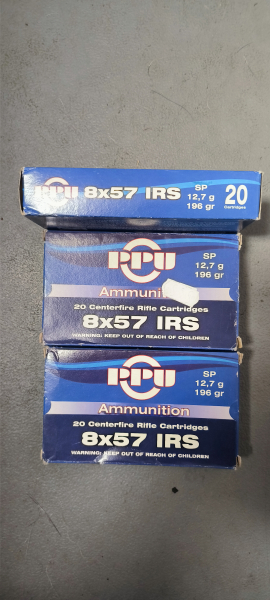 PPU 8x57 IRS SP 12,7 g 196 gr 20 Cartridges
PPU
SP
12,7 g
196 gr
20 Centerfire Rifle Cartridges
8x57 IRS
WARNING: KEEP OUT OF REACH OF CHILDREN
PPU
SP
12,7 g
196 gr
Ammunition
20 Centerfire Rifle Cartridges
8x57 IRS
WARNING: KEEP OUT OF REACH OF CHILDREN